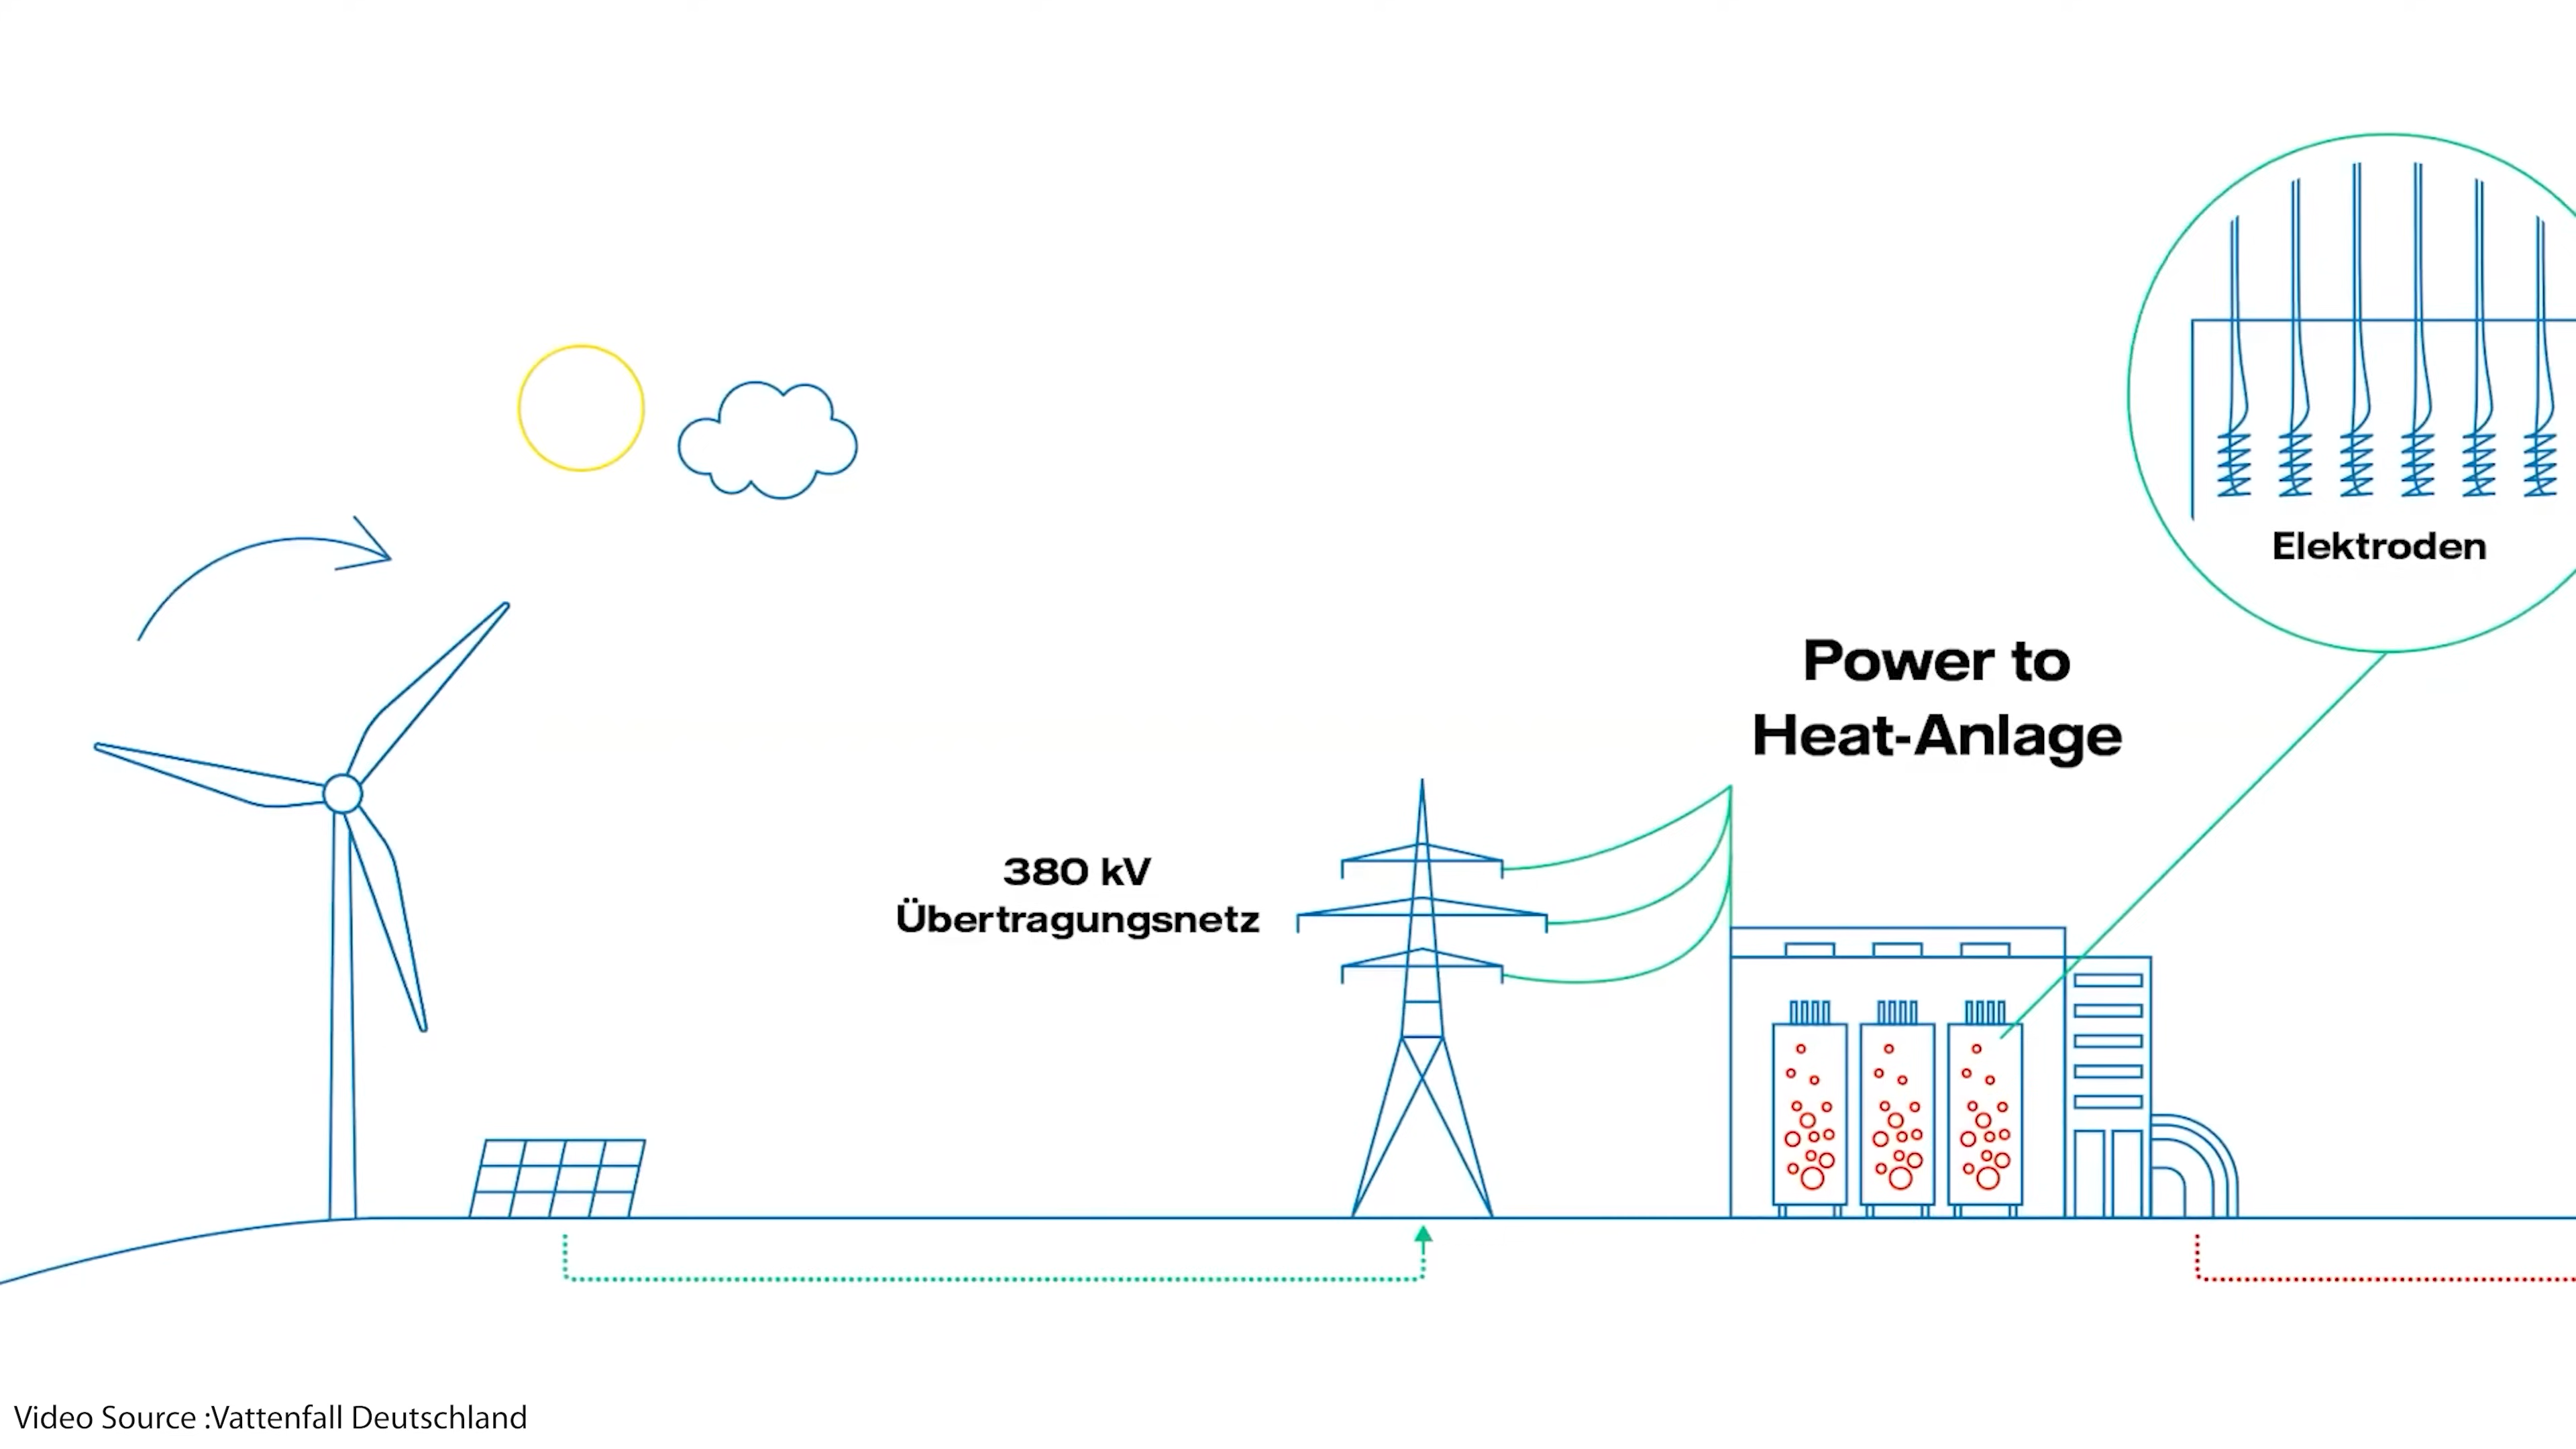 Elektroden
Power to
Heat-Anlage
380 kV
Übertragungsnetz
Video Source :Vattenfall Deutschland